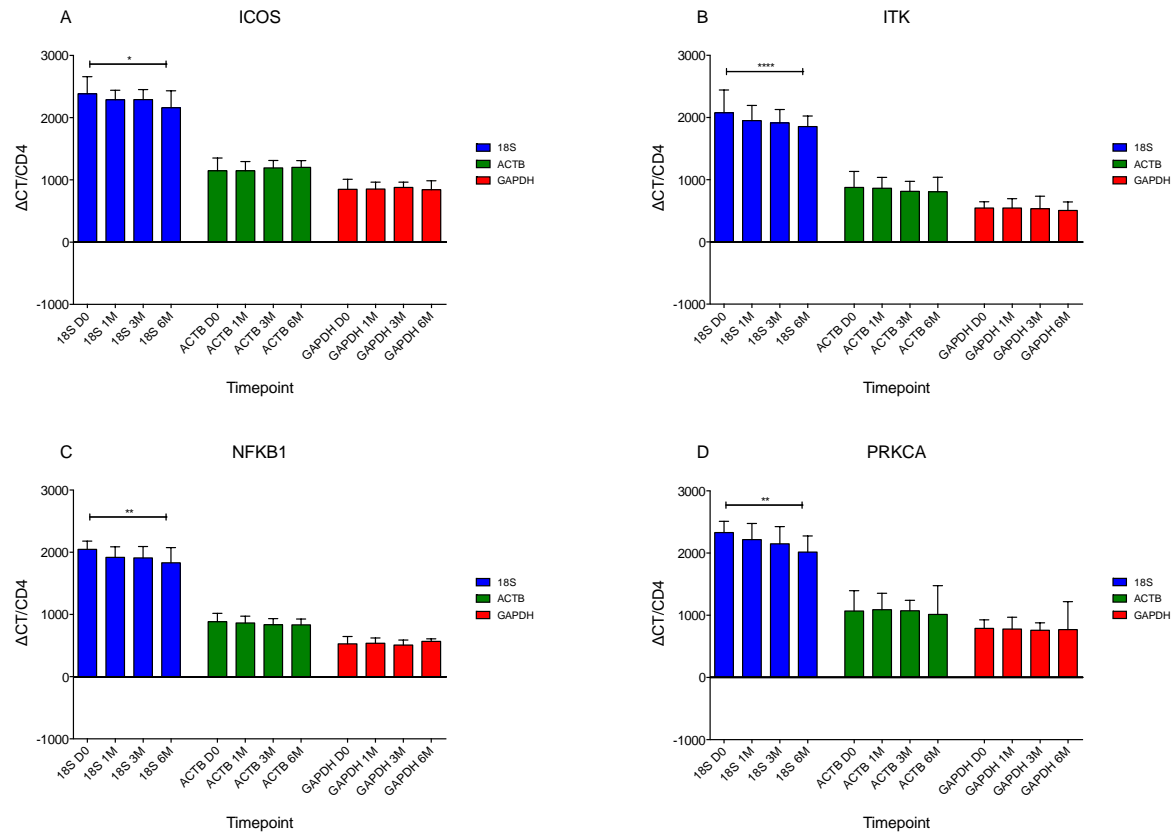 A
ICOS
3000
2000
1000
0
-1000
ΔCT/CD4
*
18S
ACTB
GAPDH
18S D0
18S 1M
18S 3M
18S 6M
ACTB D0
ACTB 1M
ACTB 3M
ACTB 6M
GAPDH D0
GAPDH 1M
GAPDH 3M
GAPDH 6M
Timepoint
B
ITK
3000
2000
1000
0
-1000
ΔCT/CD4
****
18S
ACTB
GAPDH
18S D0
18S 1M
18S 3M
18S 6M
ACTB D0
ACTB 1M
ACTB 3M
ACTB 6M
GAPDH D0
GAPDH 1M
GAPDH 3M
GAPDH 6M
Timepoint
C
NFKB1
3000
2000
1000
0
-1000
ΔCT/CD4
**
18S
ACTB
GAPDH
18S D0
18S 1M
18S 3M
18S 6M
ACTB D0
ACTB 1M
ACTB 3M
ACTB 6M
GAPDH D0
GAPDH 1M
GAPDH 3M
GAPDH 6M
Timepoint
D
PRKCA
3000
2000
1000
0
-1000
ΔCT/CD4
**
18S
ACTB
GAPDH
18S D0
18S 1M
18S 3M
18S 6M
ACTB D0
ACTB 1M
ACTB 3M
ACTB 6M
GAPDH D0
GAPDH 1M
GAPDH 3M
GAPDH 6M
Timepoint